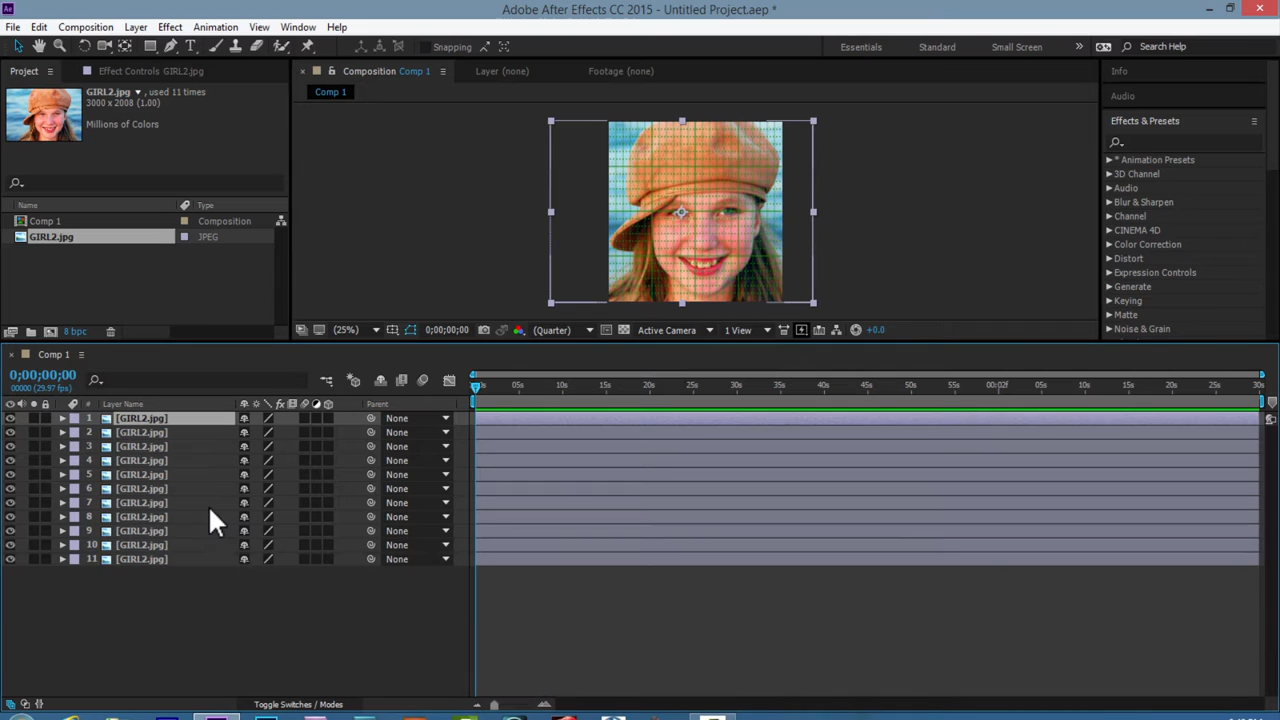 Adobe After Effects CC 2015 - Untitled Project.aep *
File Edit Composition Layer Effect Animation View Window Help
Snapping
Essentials Standard Small Screen Search Help
Project Effect Controls GIRL2.jpg
Composition Comp 1 Layer (none) Footage (none)
Info
Comp 1
Audio
GIRL2.jpg , used 11 times
3000 x 2008 (1.00)
Millions of Colors
Effects & Presets
* Animation Presets
3D Channel
Audio
Blur & Sharpen
Channel
CINEMA 4D
Color Correction
Distort
Expression Controls
Generate
Keying
Matte
Noise & Grain
Name Type
Comp 1 Composition
GIRL2.jpg JPEG
8 bpc
(25%) 0;00;00;00 (Quarter) Active Camera 1 View +0.0
Comp 1
0;00;00;00
00000 (29.97 fps)
05s 10s 15s 20s 25s 30s 35s 40s 45s 50s 55s 00:02f 05s 10s 15s 20s 25s 30s
# Layer Name Parent
1 [GIRL2.jpg] None
2 [GIRL2.jpg] None
3 [GIRL2.jpg] None
4 [GIRL2.jpg] None
5 [GIRL2.jpg] None
6 [GIRL2.jpg] None
7 [GIRL2.jpg] None
8 [GIRL2.jpg] None
9 [GIRL2.jpg] None
10 [GIRL2.jpg] None
11 [GIRL2.jpg] None
Toggle Switches / Modes